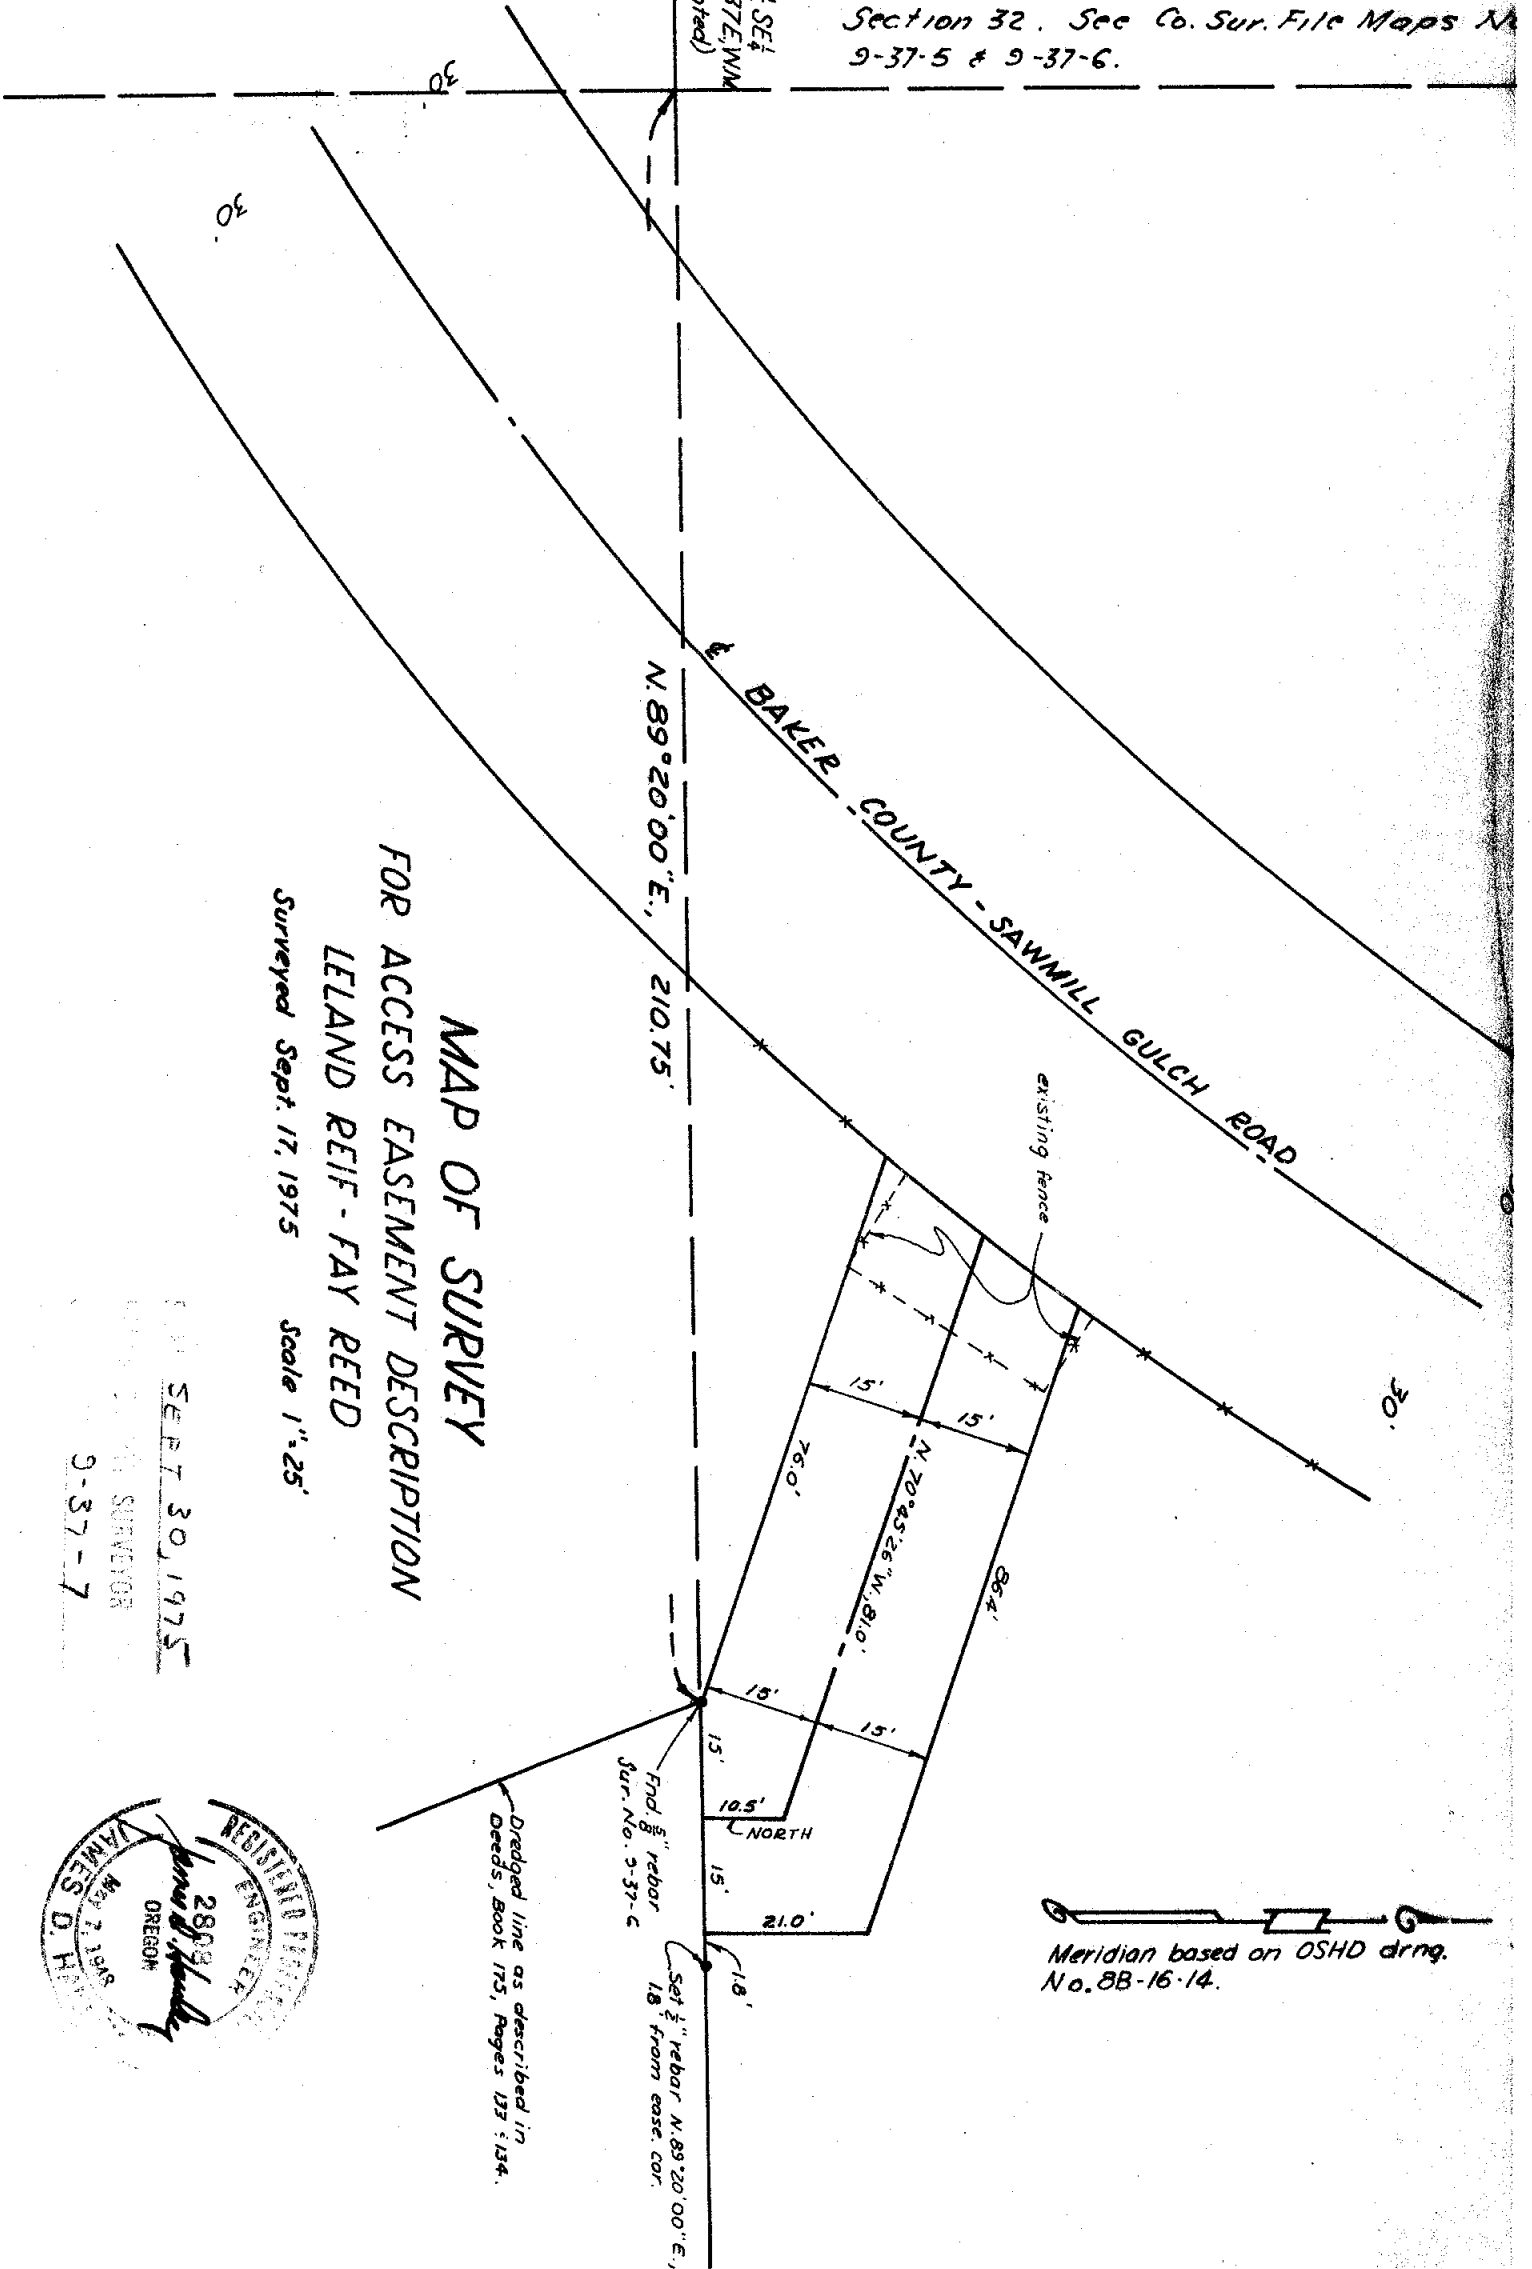 Section 32. See Co. Sur. File Maps
9-37-5 & 9-37-6.
SE¼
37E, WM
30'
30'
℄ BAKER COUNTY - SAWMILL GULCH ROAD
N. 89°20'00"E., 210.75'
existing fence
30'
15'
15'
76.0'
N. 70°45'26"W., 81.0'
86.4'
15'
15'
15'
10.5'
NORTH
15'
21.0'
1.8'
Fnd. ⅝" rebar
Sur. No. 9-37-6
Set ½" rebar N.89°20'00"E.,
1.8' from ease. cor.
Dredged line as described in
Deeds, Book 175, Pages 133 & 134.
Meridian based on OSHD drng.
No. 8B-16-14.
MAP OF SURVEY
FOR ACCESS EASEMENT DESCRIPTION
LELAND REIF - FAY REED
Surveyed Sept. 17, 1975 Scale 1"=25'
SEPT 30, 1975
SURVEYOR
9-37-7
REGISTERED
ENGINEER
2808
OREGON
JAMES D.